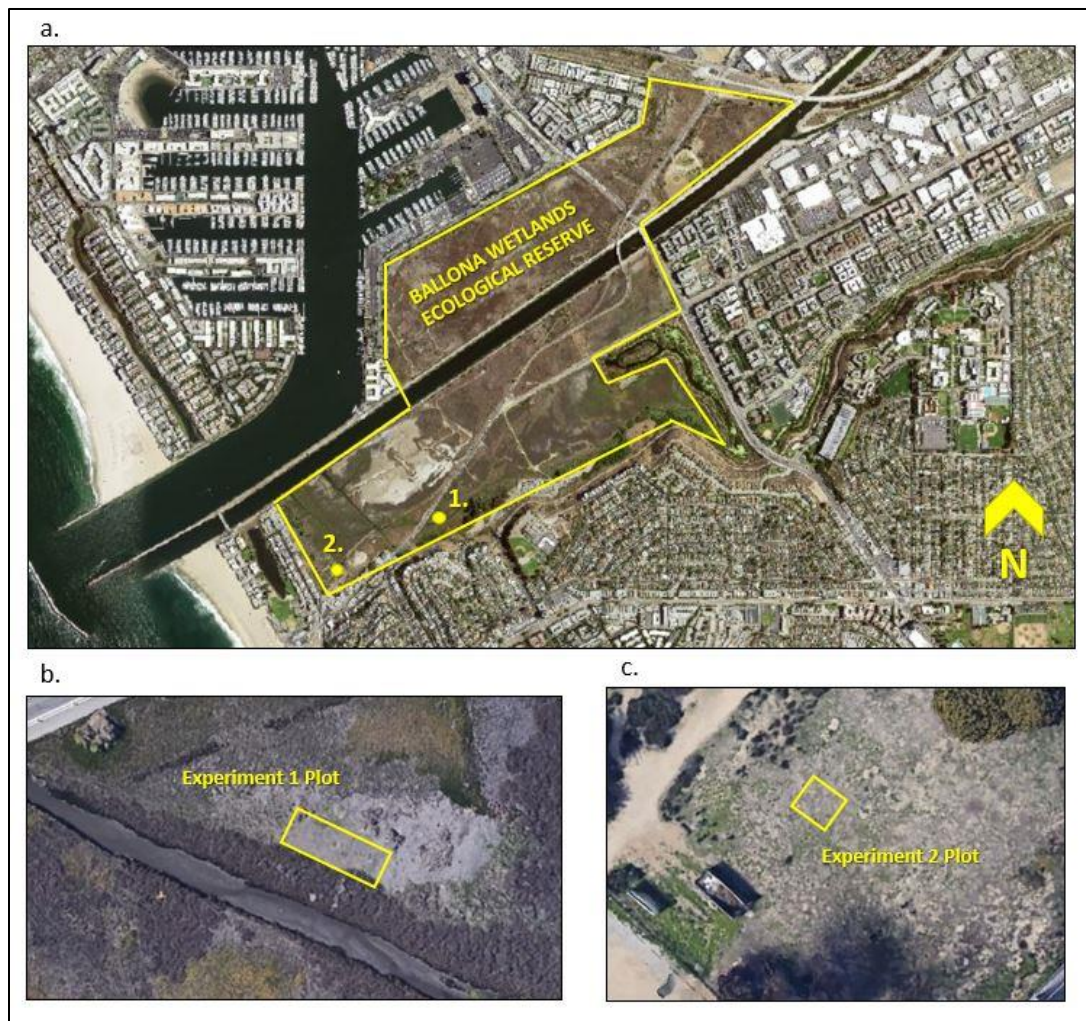 a.
BALLONA WETLANDS
ECOLOGICAL RESERVE
1.
2.
N
b.
Experiment 1 Plot
c.
Experiment 2 Plot